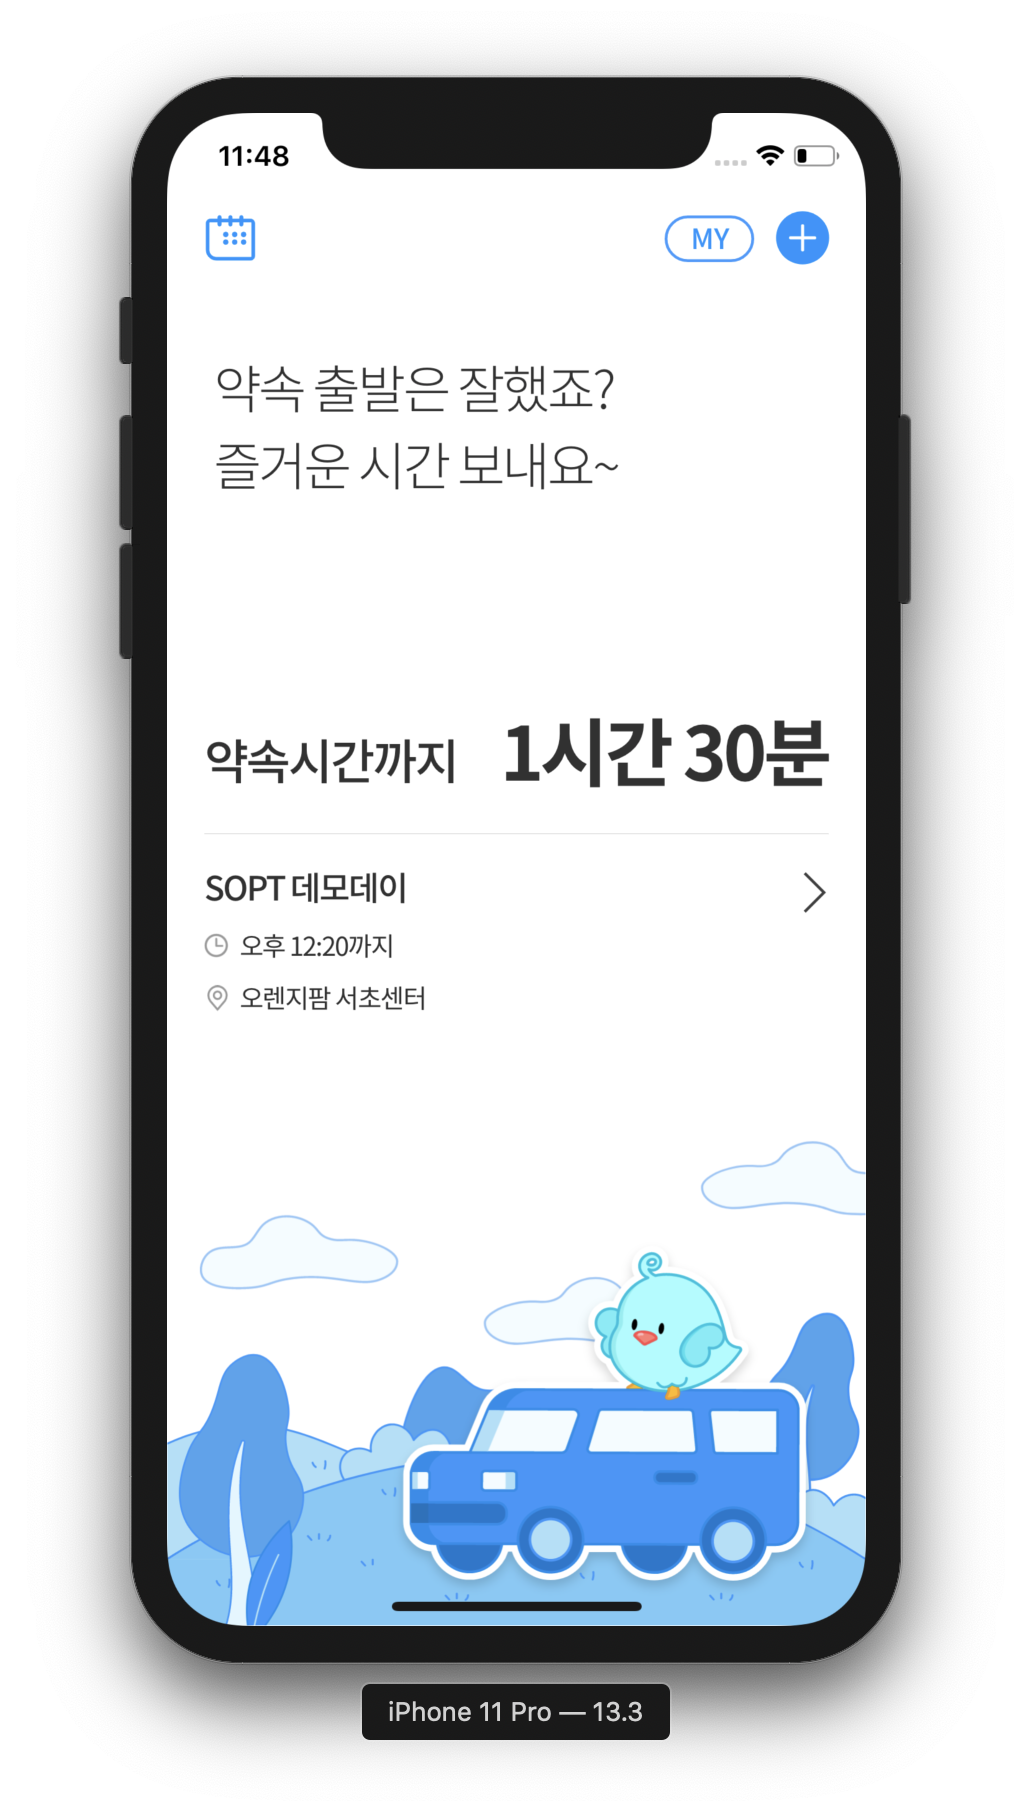 11:48
MY
약속 출발은 잘했죠?
즐거운 시간 보내요~
약속시간까지 1시간 30분
SOPT 데모데이
오후 12:20까지
오렌지팜 서초센터
iPhone 11 Pro — 13.3